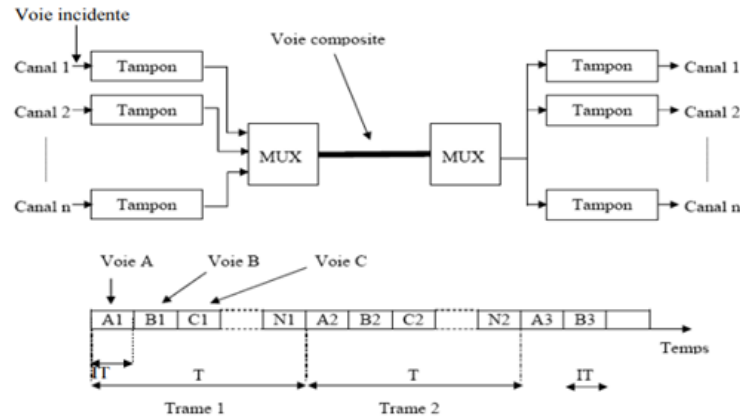 Voie incidente
Voie composite
Canal 1 Tampon Tampon Canal 1
Canal 2 Tampon Tampon Canal 2
MUX MUX
Canal n Tampon Tampon Canal n
Voie A Voie B Voie C
A1 B1 C1 N1 A2 B2 C2 N2 A3 B3
Temps
IT T T IT
Trame 1 Trame 2